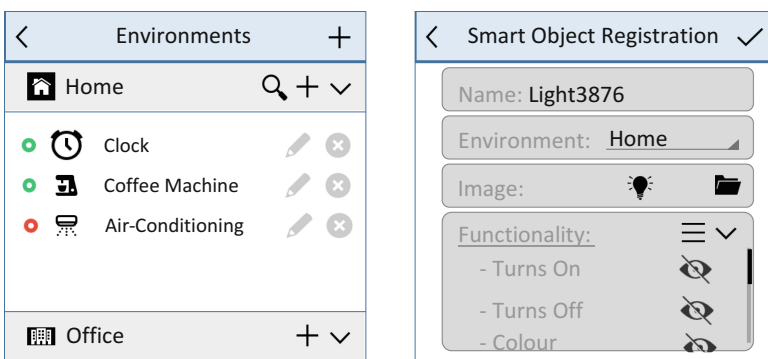 Environments
Home
Clock
Coffee Machine
Air-Conditioning
Office
Smart Object Registration
Name: Light3876
Environment: Home
Image:
Functionality:
- Turns On
- Turns Off
- Colour